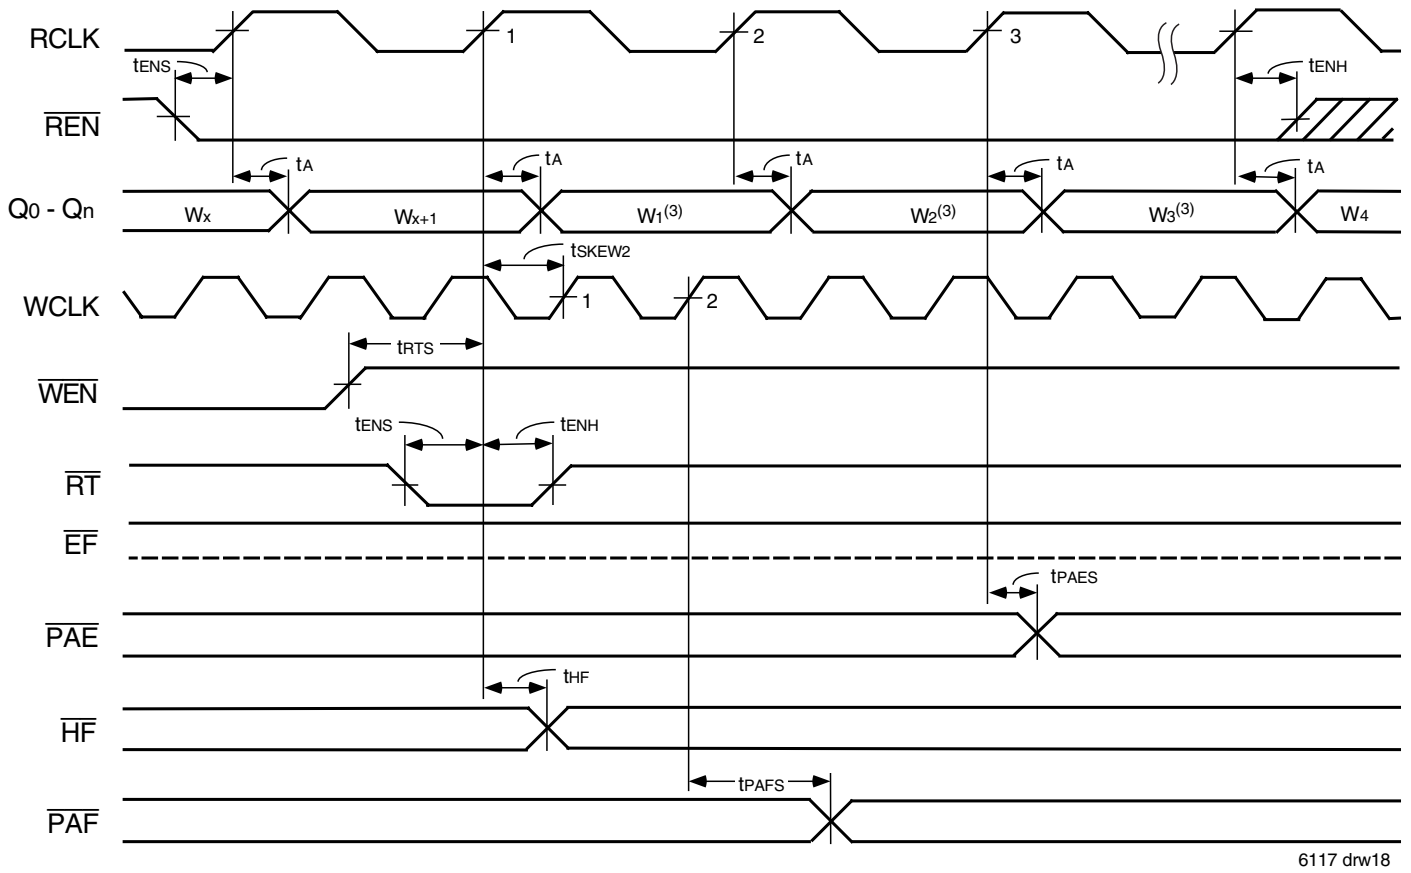 RCLK 1 2 3
tENS tENH
REN
tA tA tA tA tA
Q0 - Qn Wx Wx+1 W1(3) W2(3) W3(3) W4
tSKEW2
WCLK 1 2
tRTS
WEN
tENS tENH
RT
EF
tPAES
PAE
tHF
HF
tPAFS
PAF
6117 drw18